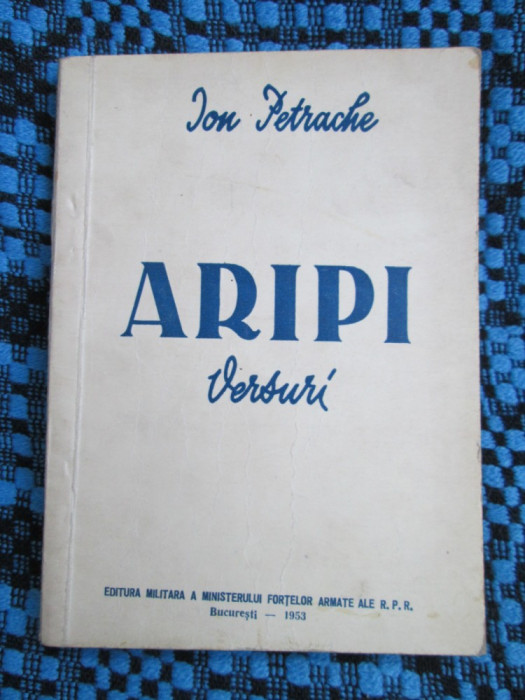 Ion Petrache
ARIPI
Versuri
EDITURA MILITARA A MINISTERULUI FORȚELOR ARMATE ALE R. P. R.
București — 1953